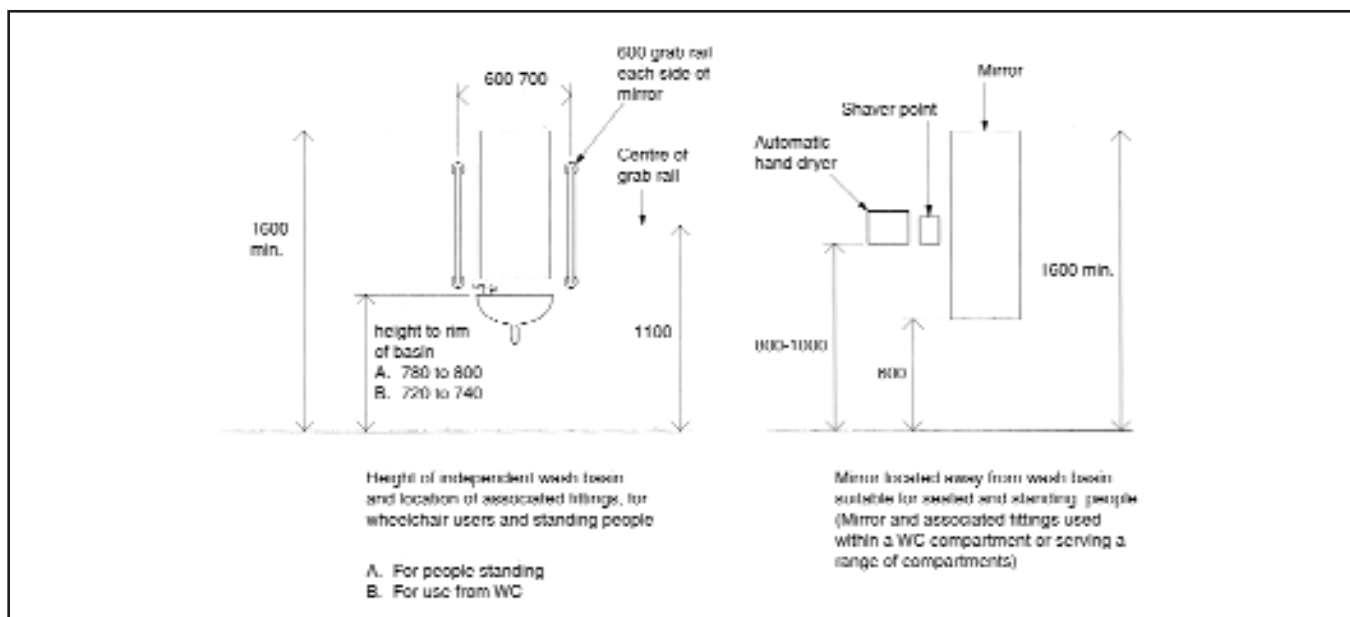 600 700
600 grab rail
each side of
mirror
Centre of
grab rail
1600
min.
height to rim
of basin
A. 780 to 800
B. 720 to 740
1100
Height of independent wash basin
and location of associated fittings, for
wheelchair users and standing people
A. For people standing
B. For use from WC
Mirror
Shaver point
Automatic
hand dryer
1600 min.
800-1000
600
Mirror located away from wash basin
suitable for seated and standing people
(Mirror and associated fittings used
within a WC compartment or serving a
range of compartments)